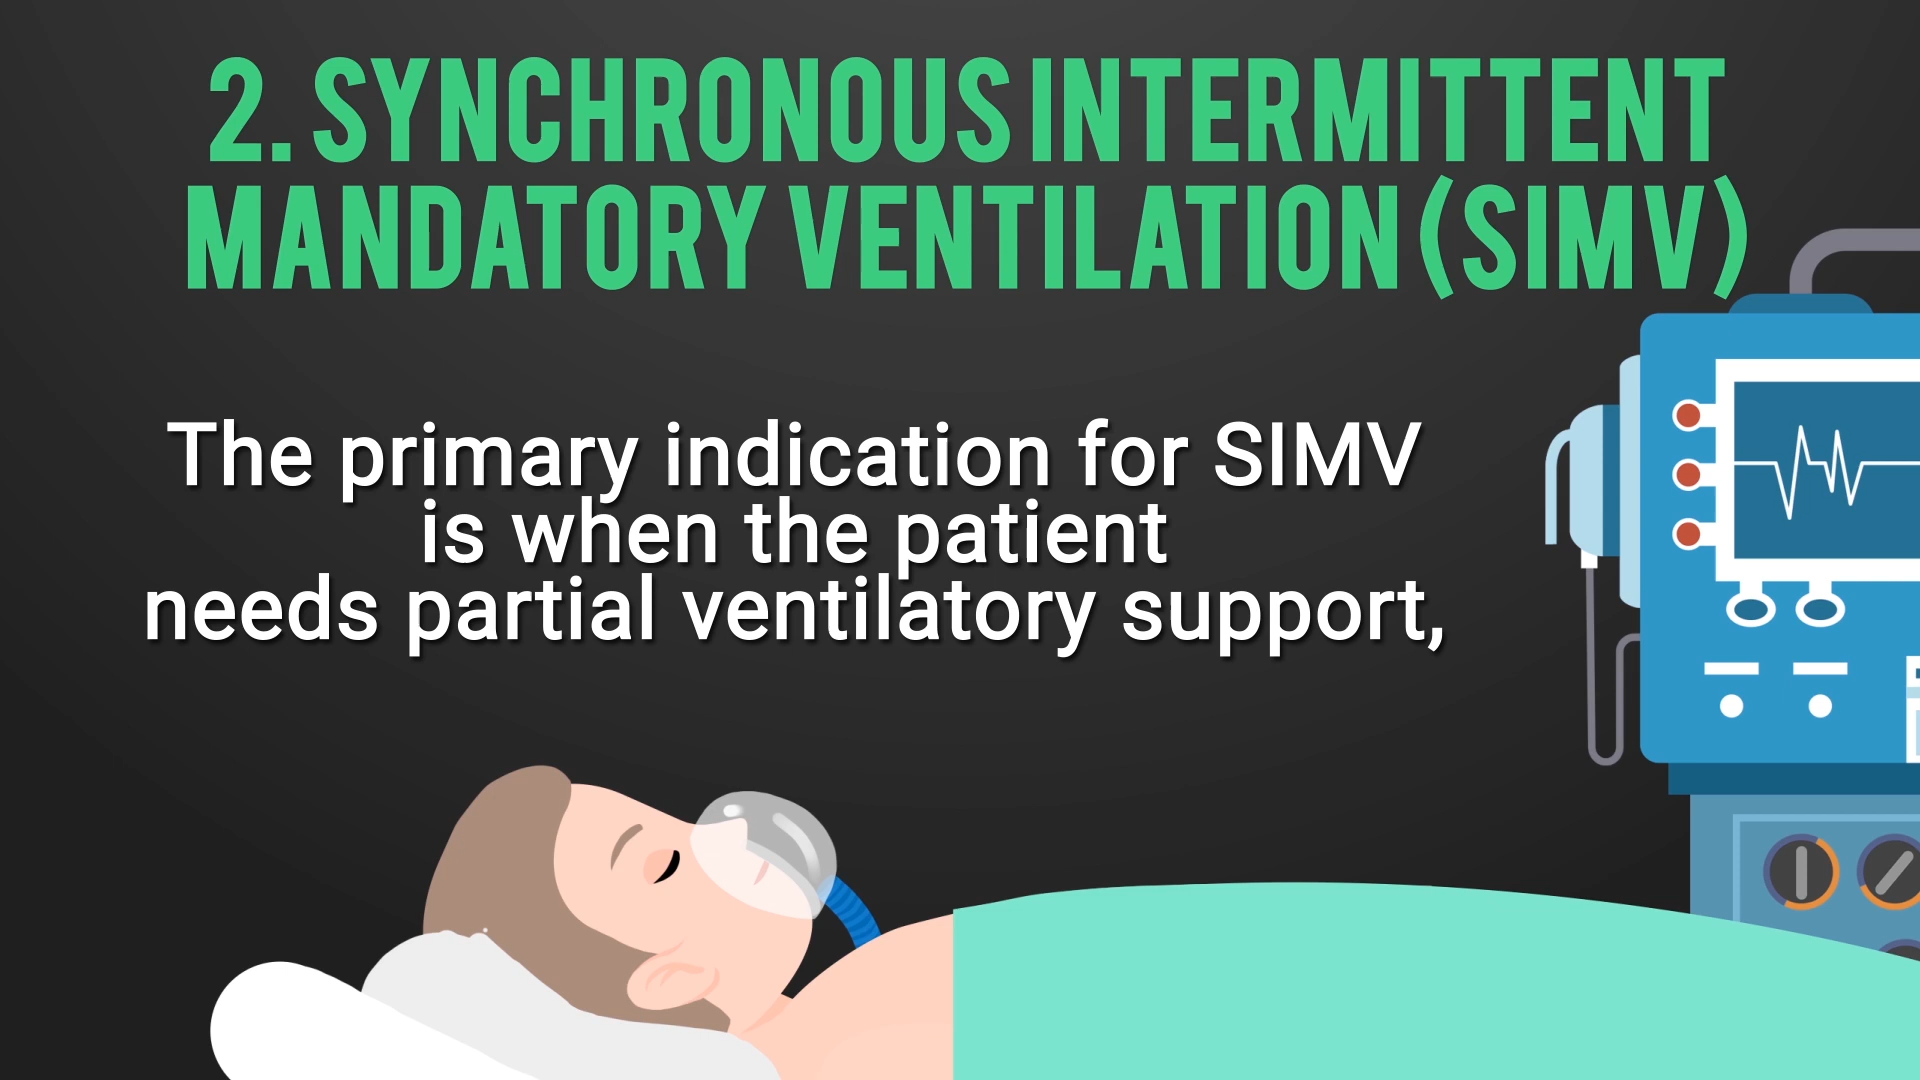 2. SYNCHRONOUS INTERMITTENT
MANDATORY VENTILATION (SIMV)
The primary indication for SIMV
is when the patient
needs partial ventilatory support,